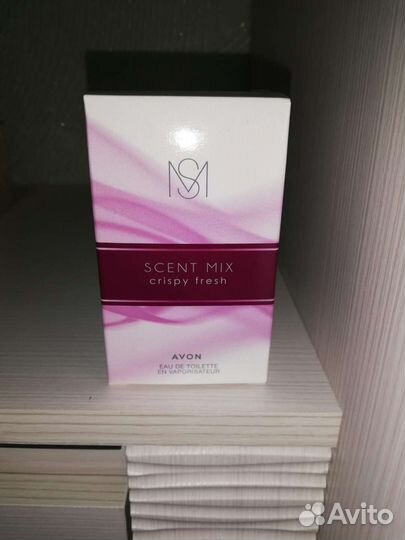 SM
SCENT MIX
crispy fresh
AVON
EAU DE TOILETTE
EN VAPORISATEUR
Avito